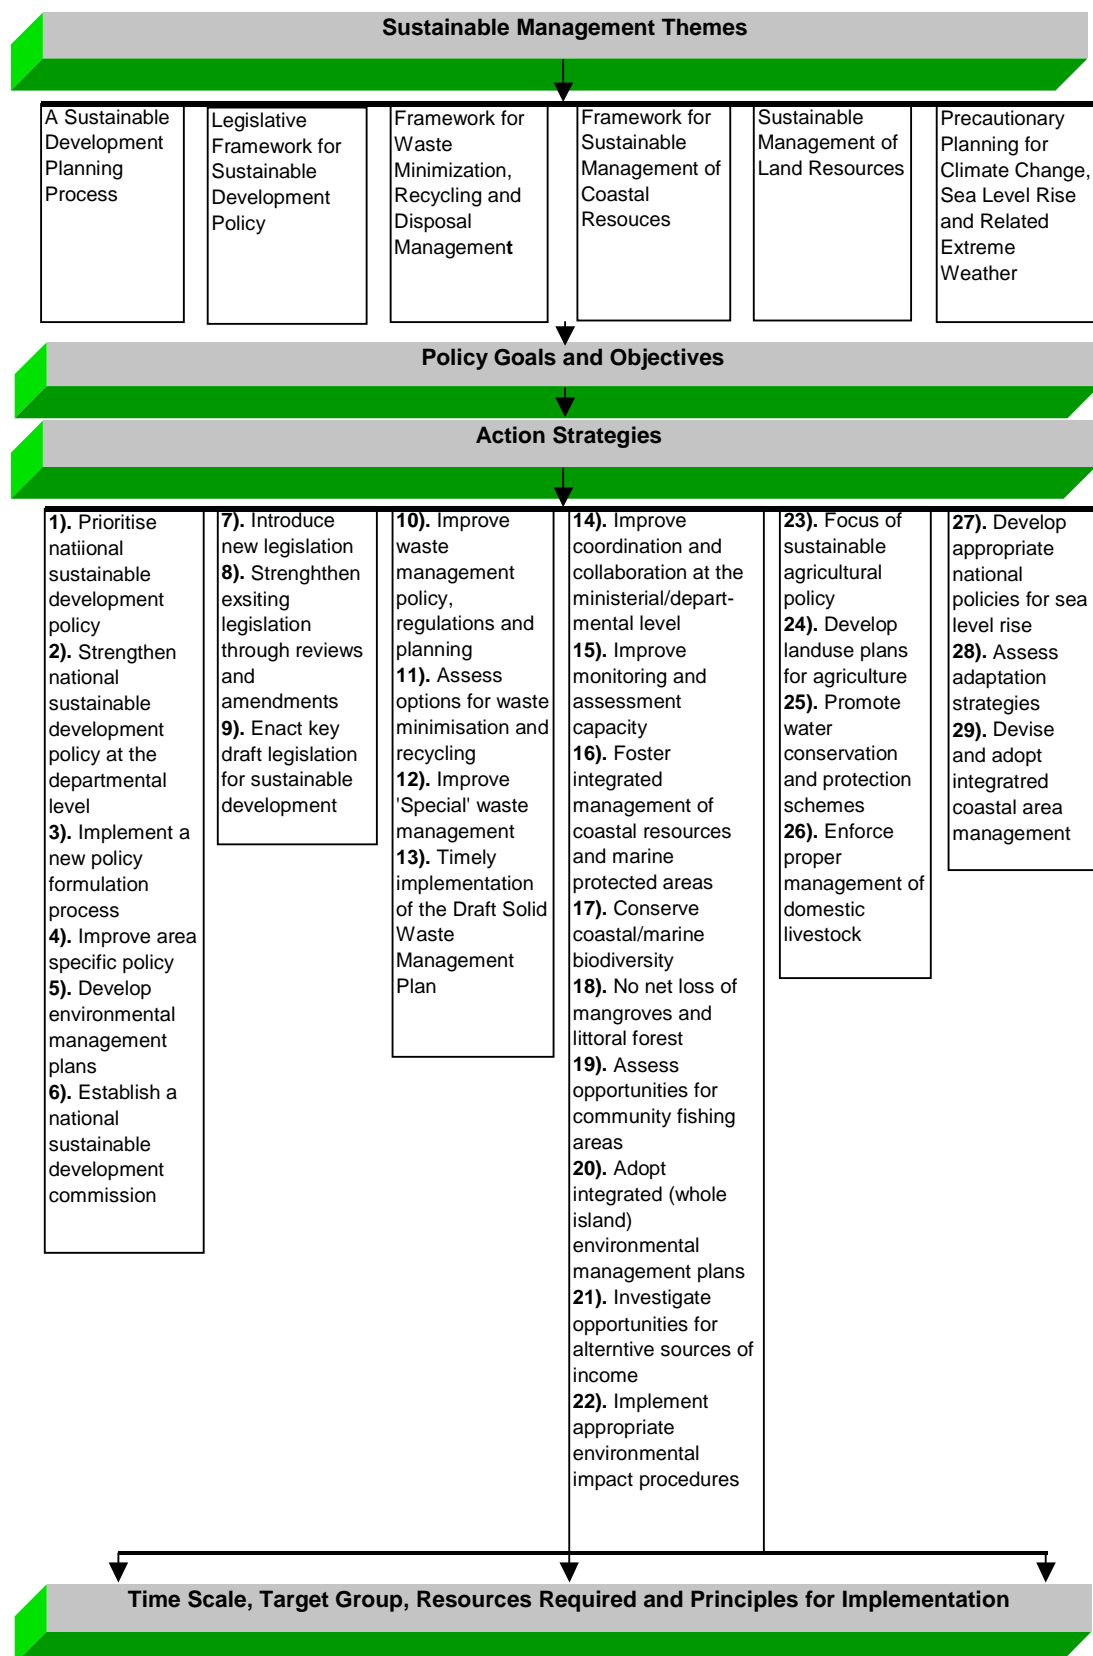 Sustainable Management Themes
A Sustainable
Development
Planning
Process
Legislative
Framework for
Sustainable
Development
Policy
Framework for
Waste
Minimization,
Recycling and
Disposal
Management
Framework for
Sustainable
Management of
Coastal
Resouces
Sustainable
Management of
Land Resources
Precautionary
Planning for
Climate Change,
Sea Level Rise
and Related
Extreme
Weather
Policy Goals and Objectives
Action Strategies
1). Prioritise
natiional
sustainable
development
policy
2). Strengthen
national
sustainable
development
policy at the
departmental
level
3). Implement a
new policy
formulation
process
4). Improve area
specific policy
5). Develop
environmental
management
plans
6). Establish a
national
sustainable
development
commission
7). Introduce
new legislation
8). Strenghthen
exsiting
legislation
through reviews
and
amendments
9). Enact key
draft legislation
for sustainable
development
10). Improve
waste
management
policy,
regulations and
planning
11). Assess
options for waste
minimisation and
recycling
12). Improve
'Special' waste
management
13). Timely
implementation
of the Draft Solid
Waste
Management
Plan
14). Improve
coordination and
collaboration at the
ministerial/depart-
mental level
15). Improve
monitoring and
assessment
capacity
16). Foster
integrated
management of
coastal resources
and marine
protected areas
17). Conserve
coastal/marine
biodiversity
18). No net loss of
mangroves and
littoral forest
19). Assess
opportunities for
community fishing
areas
20). Adopt
integrated (whole
island)
environmental
management plans
21). Investigate
opportunities for
alterntive sources of
income
22). Implement
appropriate
environmental
impact procedures
23). Focus of
sustainable
agricultural
policy
24). Develop
landuse plans
for agriculture
25). Promote
water
conservation
and protection
schemes
26). Enforce
proper
management of
domestic
livestock
27). Develop
appropriate
national
policies for sea
level rise
28). Assess
adaptation
strategies
29). Devise
and adopt
integratred
coastal area
management
Time Scale, Target Group, Resources Required and Principles for Implementation